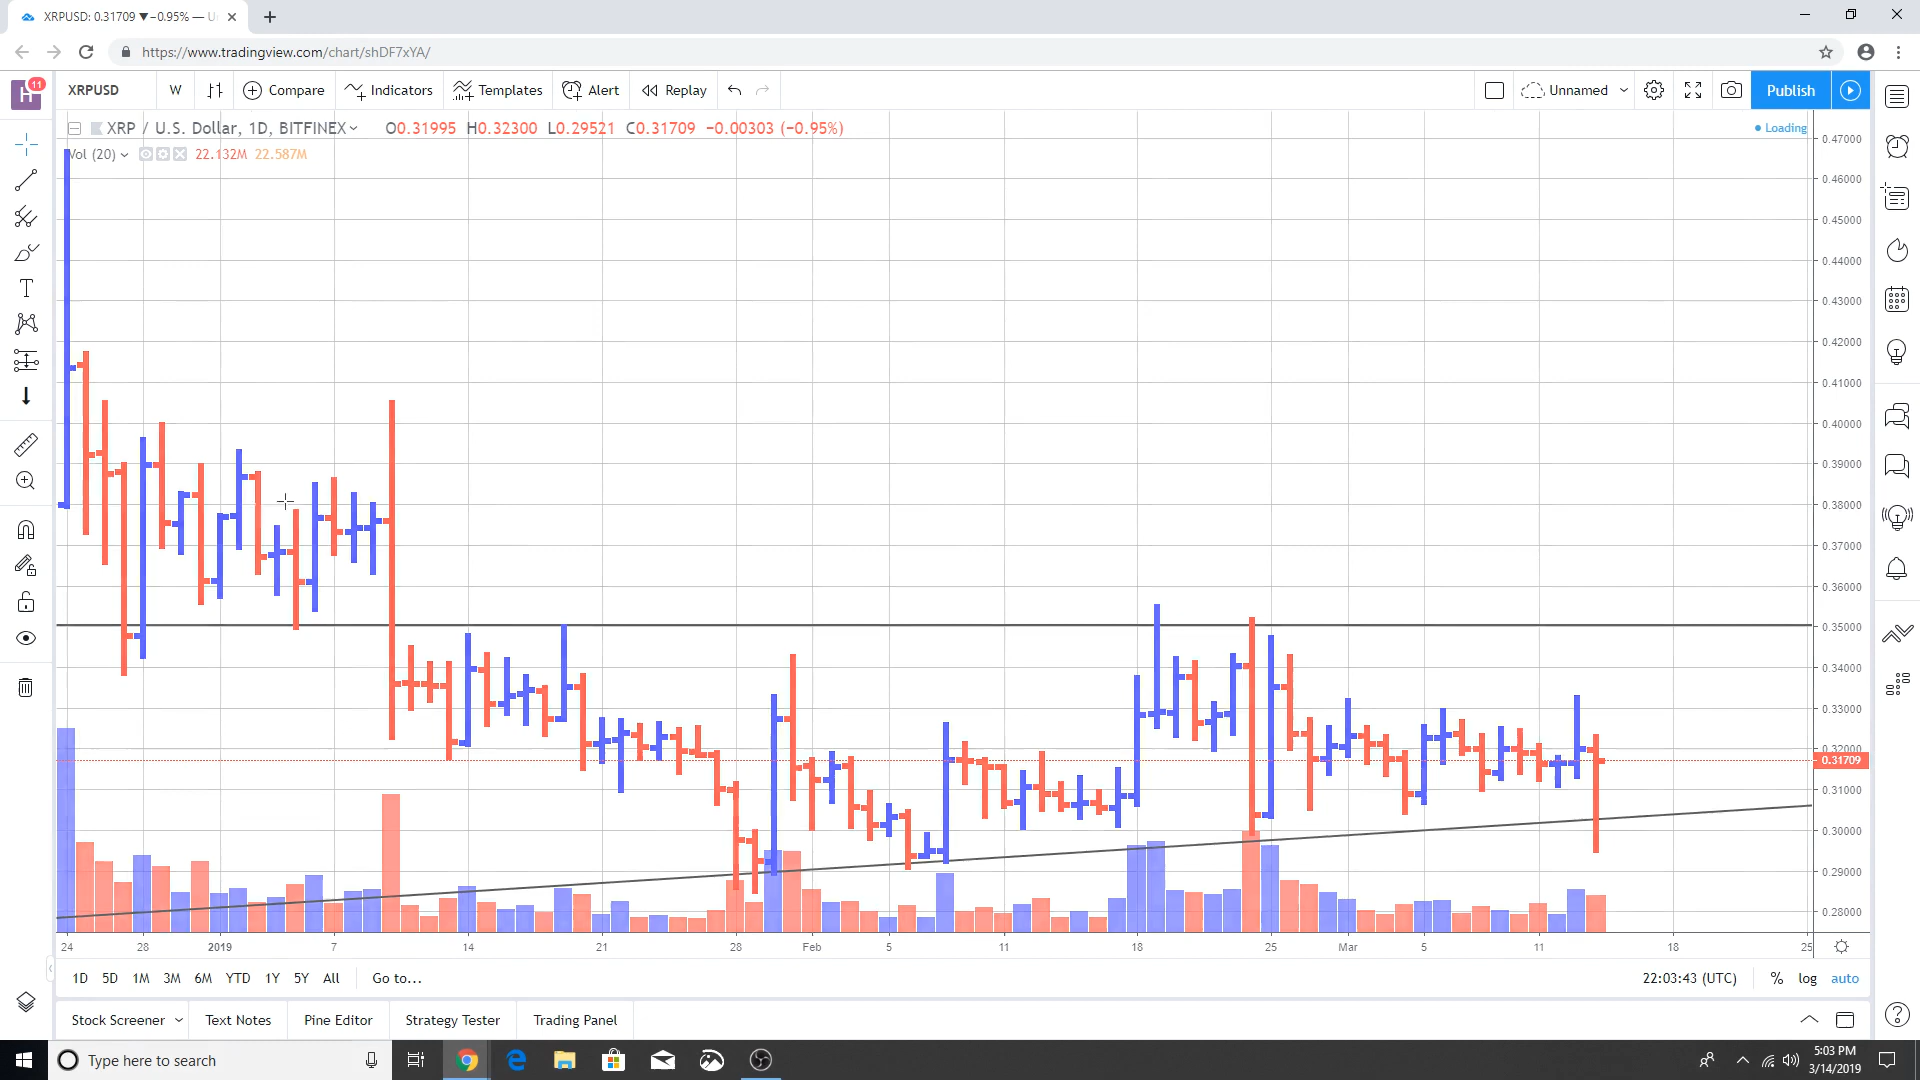 XRPUSD: 0.31709 ▼−0.95% — U
https://www.tradingview.com/chart/shDF7xYA/
H 11
XRPUSD W Compare Indicators Templates Alert Replay Unnamed Publish
XRP / U.S. Dollar, 1D, BITFINEX O0.31995 H0.32300 L0.29521 C0.31709 −0.00303 (−0.95%)
Loading
Vol (20) 22.132M 22.587M
0.47000
0.46000
0.45000
0.44000
0.43000
0.42000
0.41000
0.40000
0.39000
0.38000
0.37000
0.36000
0.35000
0.34000
0.33000
0.32000
0.31709
0.31000
0.30000
0.29000
0.28000
24 28 2019 7 14 21 28 Feb 5 11 18 25 Mar 5 11 18 25
1D 5D 1M 3M 6M YTD 1Y 5Y All Go to... 22:03:43 (UTC) % log auto
Stock Screener Text Notes Pine Editor Strategy Tester Trading Panel
Type here to search
5:03 PM
3/14/2019